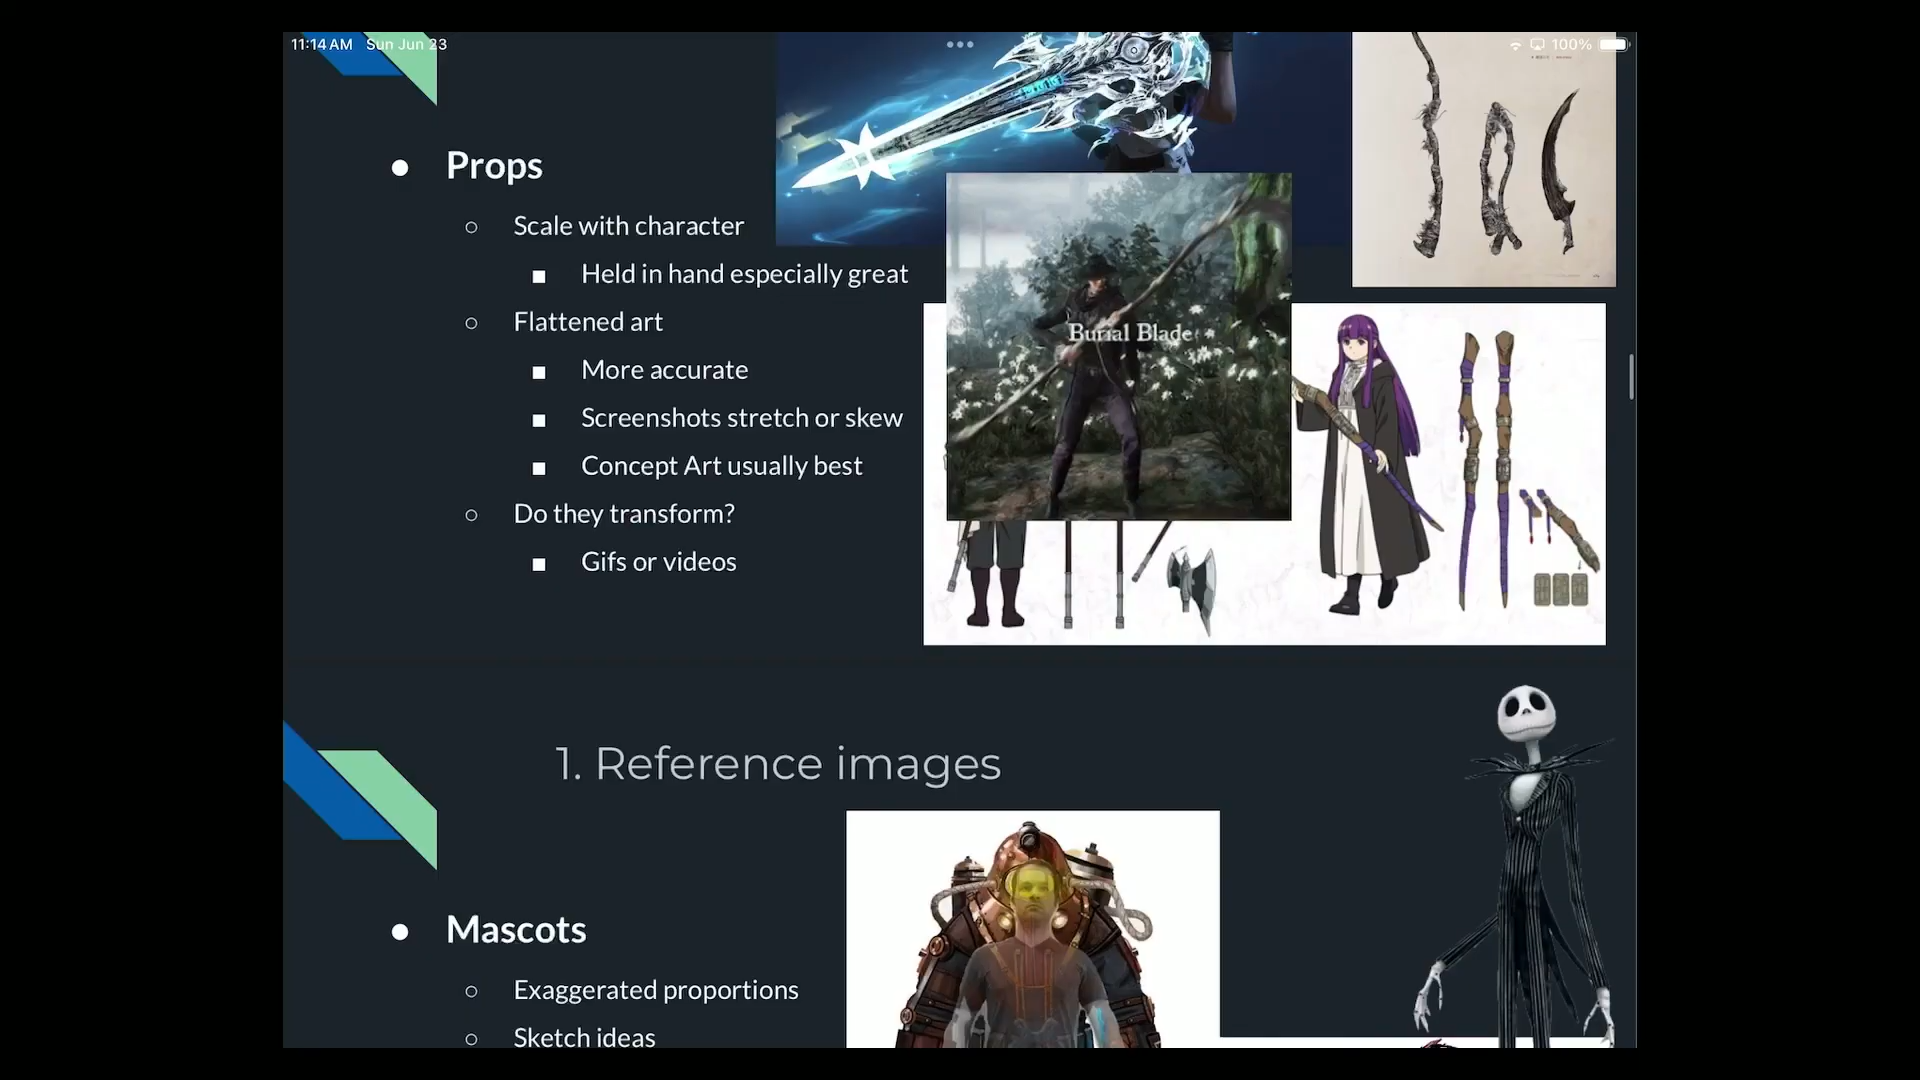 11:14 AM Sun Jun 23
100%
Props
Scale with character
Held in hand especially great
Flattened art
More accurate
Screenshots stretch or skew
Concept Art usually best
Do they transform?
Gifs or videos
Burial Blade
1. Reference images
Mascots
Exaggerated proportions
Sketch ideas